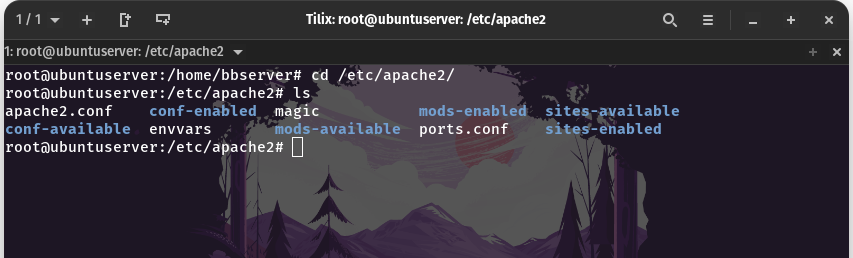 1 / 1
Tilix: root@ubuntuserver: /etc/apache2
1: root@ubuntuserver: /etc/apache2
root@ubuntuserver:/home/bbserver# cd /etc/apache2/
root@ubuntuserver:/etc/apache2# ls
apache2.conf    conf-enabled  magic           mods-enabled  sites-available
conf-available  envvars       mods-available  ports.conf    sites-enabled
root@ubuntuserver:/etc/apache2#